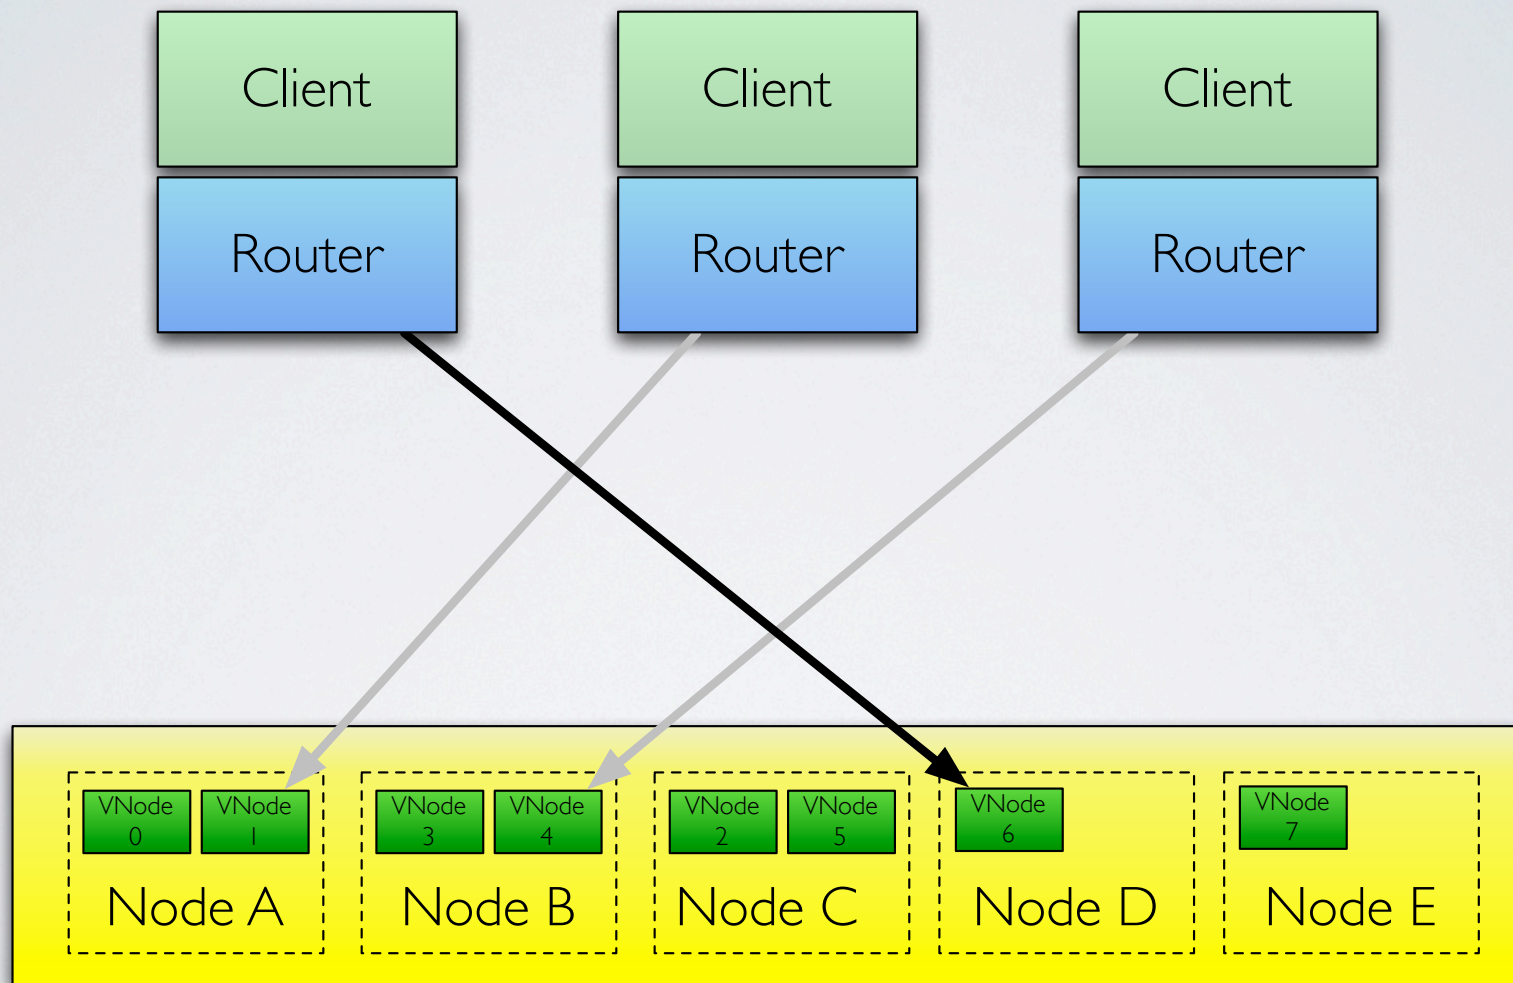 Client
Client
Client
Router
Router
Router
VNode
0
VNode
1
VNode
3
VNode
4
VNode
2
VNode
5
VNode
6
VNode
7
Node A
Node B
Node C
Node D
Node E